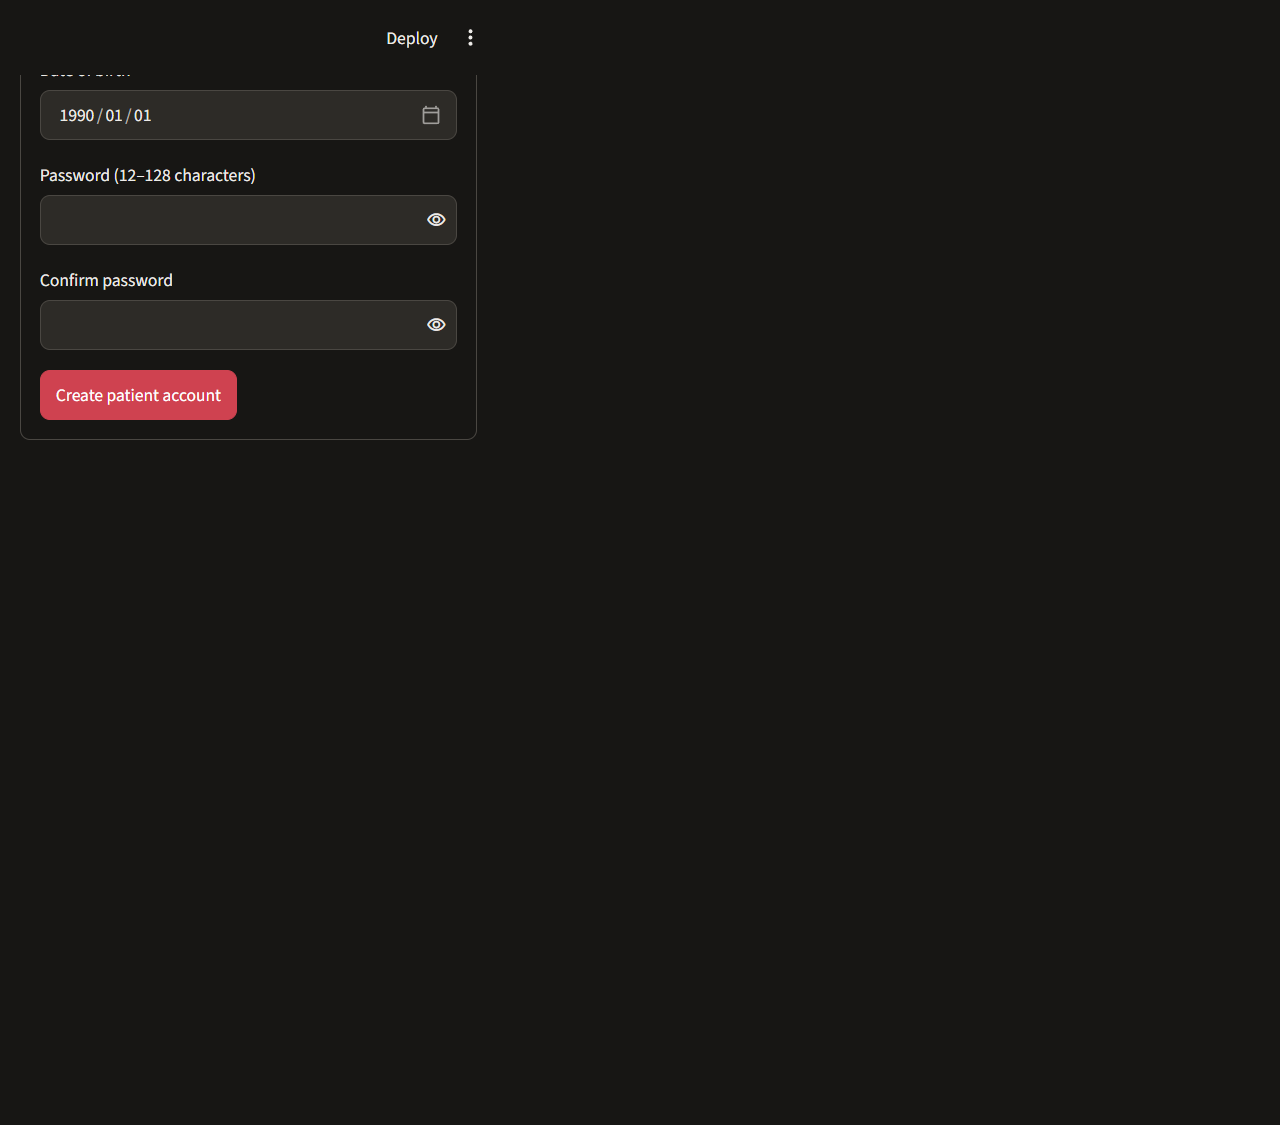 Deploy
1990/01/01
Password (12–128 characters)
Confirm password
Create patient account